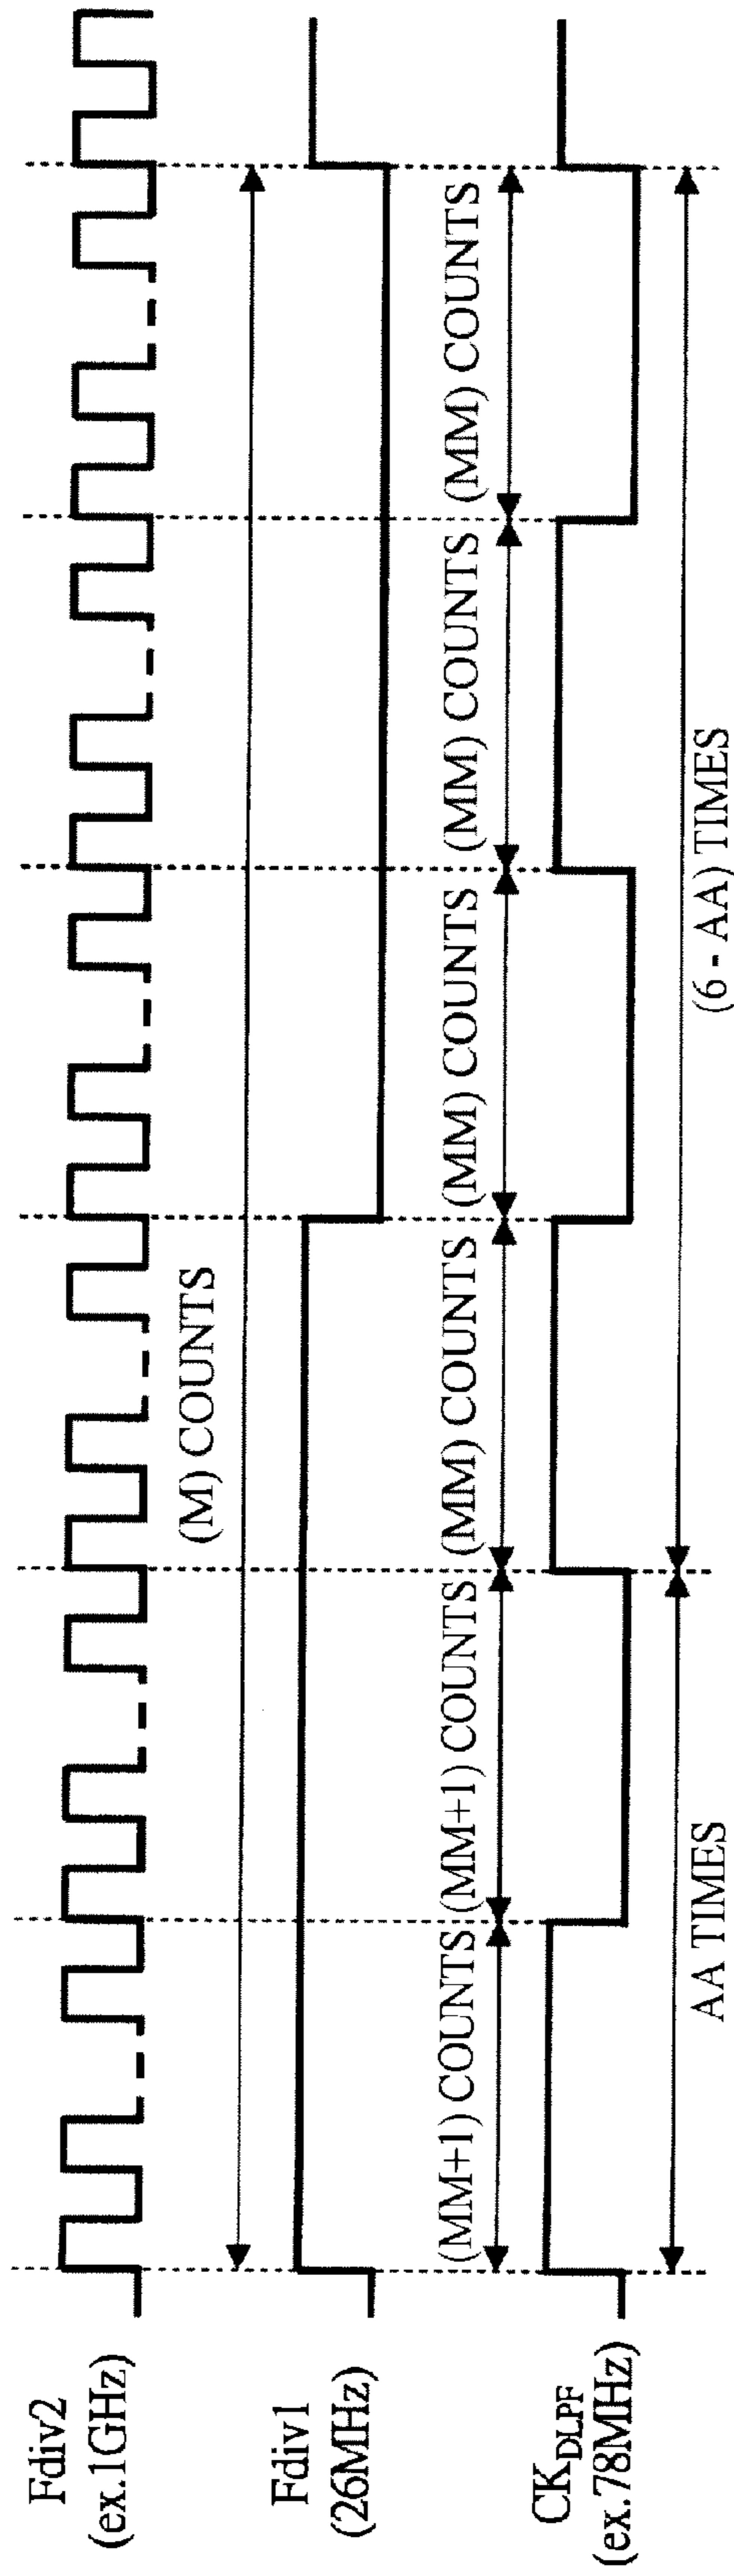 Fdiv2
(ex.1GHz)
(M) COUNTS
Fdiv1
(26MHz)
(MM+1) COUNTS
(MM+1) COUNTS
(MM) COUNTS
(MM) COUNTS
(MM) COUNTS
(MM) COUNTS
CKDLPF
(ex.78MHz)
AA TIMES
(6 - AA) TIMES